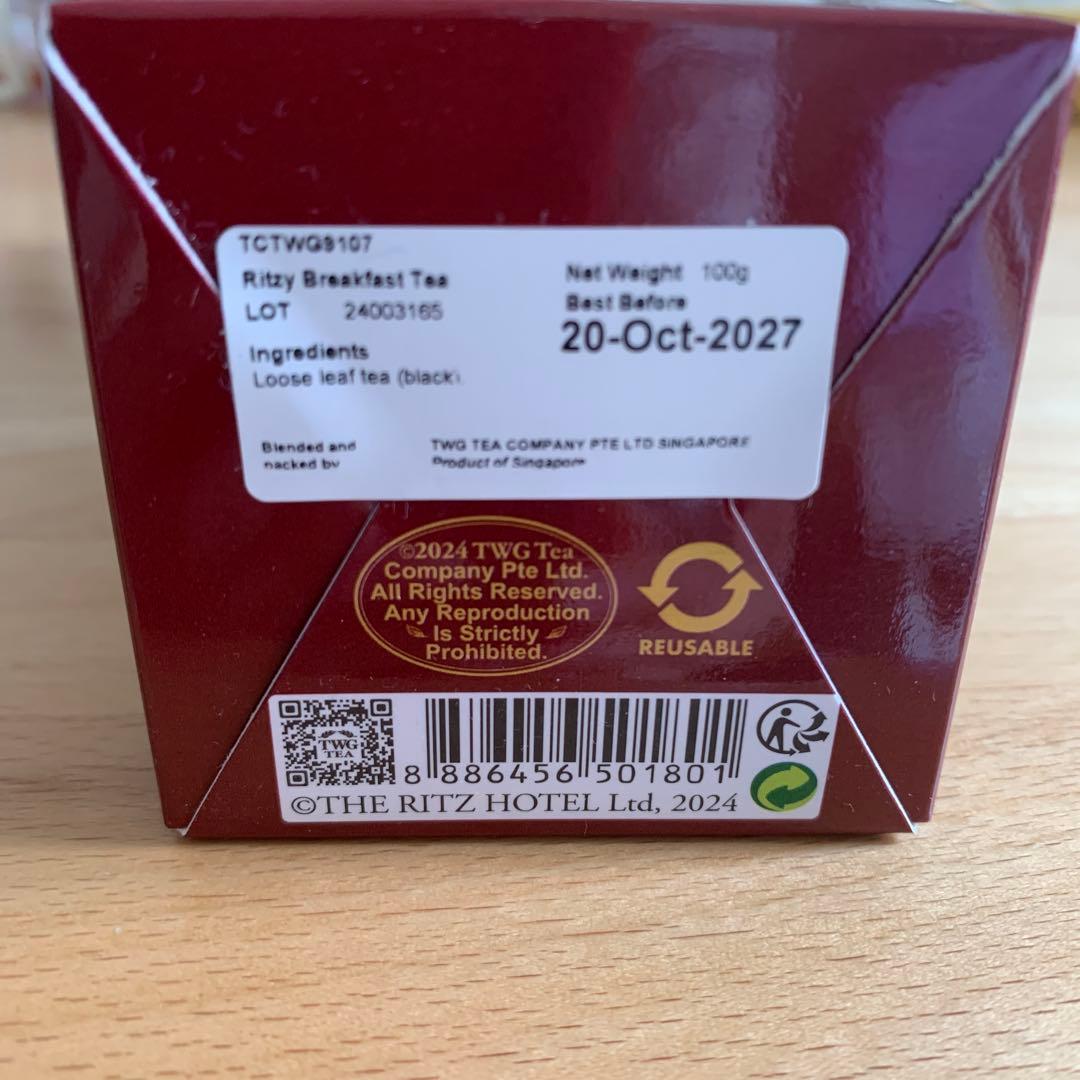 TCTWG9107
Ritzy Breakfast Tea
LOT 24003165
Net Weight 100g
Best Before
20-Oct-2027
Ingredients
Loose leaf tea (black).
Blended and
packed by
TWG TEA COMPANY PTE LTD SINGAPORE
Product of Singapore
©2024 TWG Tea
Company Pte Ltd.
All Rights Reserved.
Any Reproduction
Is Strictly
Prohibited.
REUSABLE
TWG
TEA
8 886456 501801
©THE RITZ HOTEL Ltd, 2024